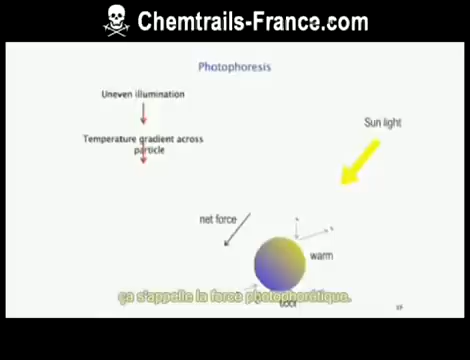 Chemtrails-France.com
Photophoresis
Uneven illumination
Sun light
Temperature gradient across
particle
net force
warm
ça s'appelle la force photophorétique.
cool